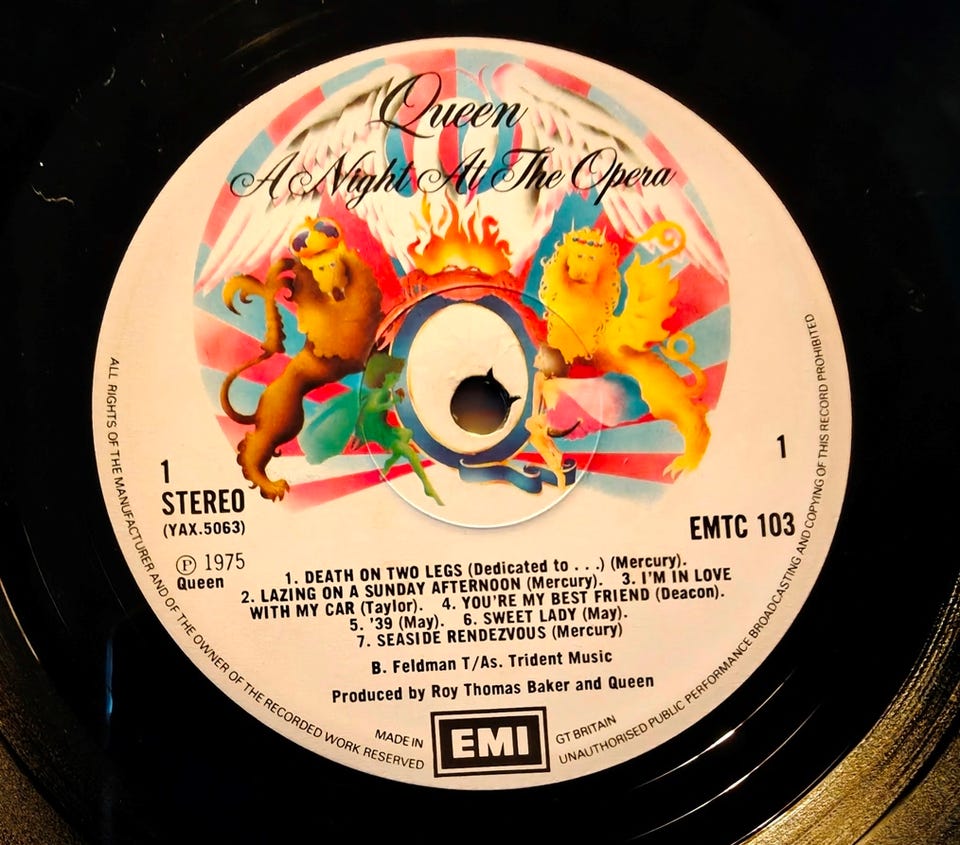 Queen
A Night At The Opera
1
STEREO
(YAX.5063)
Ⓟ 1975
Queen
1
EMTC 103
1. DEATH ON TWO LEGS (Dedicated to . . .) (Mercury).
2. LAZING ON A SUNDAY AFTERNOON (Mercury). 3. I'M IN LOVE
WITH MY CAR (Taylor). 4. YOU'RE MY BEST FRIEND (Deacon).
5. '39 (May). 6. SWEET LADY (May).
7. SEASIDE RENDEZVOUS (Mercury)
B. Feldman T/As. Trident Music
Produced by Roy Thomas Baker and Queen
ALL RIGHTS OF THE MANUFACTURER AND OF THE OWNER OF THE RECORDED WORK RESERVED
MADE IN
EMI
GT BRITAIN
UNAUTHORISED PUBLIC PERFORMANCE BROADCASTING AND COPYING OF THIS RECORD PROHIBITED